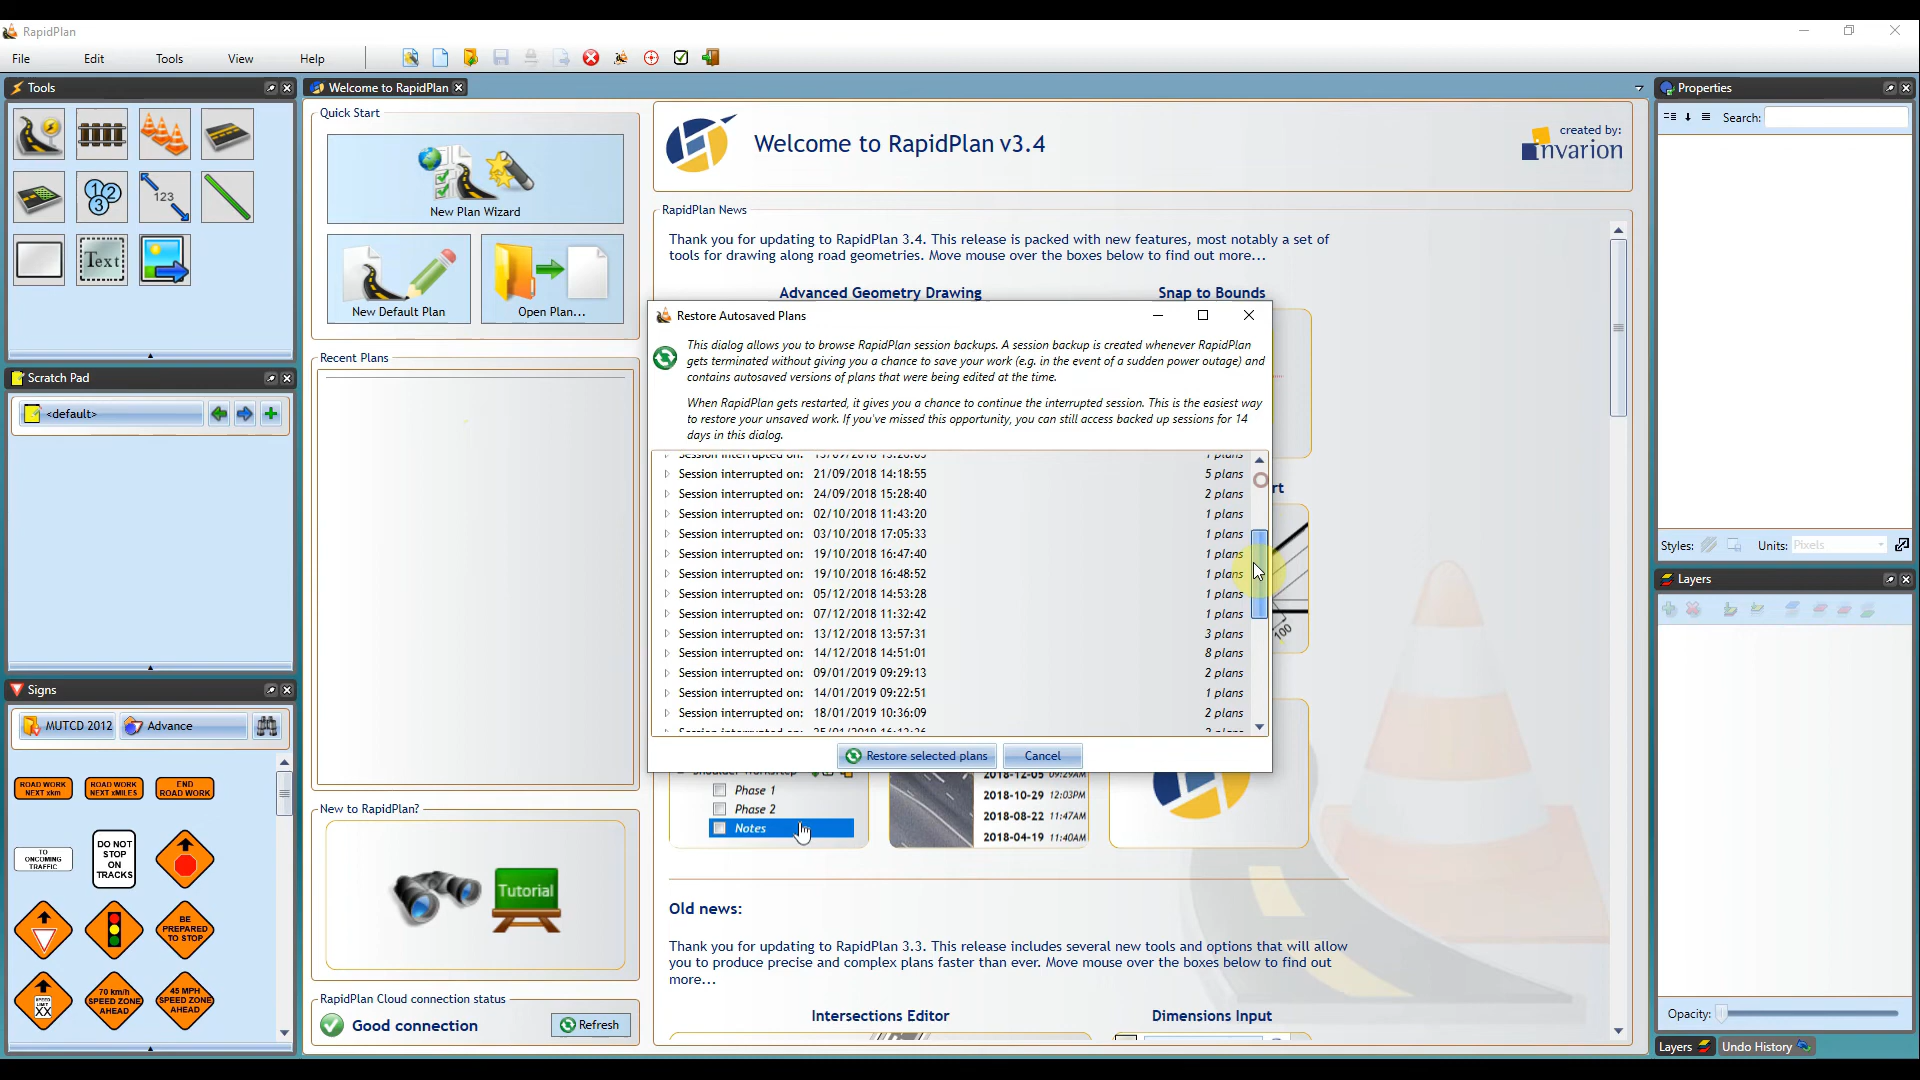 RapidPlan
File Edit Tools View Help
Tools
Welcome to RapidPlan
Properties
Search:
Quick Start
New Plan Wizard
New Default Plan
Open Plan...
Welcome to RapidPlan v3.4
created by:
invarion
RapidPlan News
Thank you for updating to RapidPlan 3.4. This release is packed with new features, most notably a set of
tools for drawing along road geometries. Move mouse over the boxes below to find out more...
Advanced Geometry Drawing
Snap to Bounds
123
1 2 3
Text
Scratch Pad
<default>
Recent Plans
Restore Autosaved Plans
This dialog allows you to browse RapidPlan session backups. A session backup is created whenever RapidPlan
gets terminated without giving you a chance to save your work (e.g. in the event of a sudden power outage) and
contains autosaved versions of plans that were being edited at the time.
When RapidPlan gets restarted, it gives you a chance to continue the interrupted session. This is the easiest way
to restore your unsaved work. If you've missed this opportunity, you can still access backed up sessions for 14
days in this dialog.
Session interrupted on: 21/09/2018 14:18:55 5 plans
Session interrupted on: 24/09/2018 15:28:40 2 plans
Session interrupted on: 02/10/2018 11:43:20 1 plans
Session interrupted on: 03/10/2018 17:05:33 1 plans
Session interrupted on: 19/10/2018 16:47:40 1 plans
Session interrupted on: 19/10/2018 16:48:52 1 plans
Session interrupted on: 05/12/2018 14:53:28 1 plans
Session interrupted on: 07/12/2018 11:32:42 1 plans
Session interrupted on: 13/12/2018 13:57:31 3 plans
Session interrupted on: 14/12/2018 14:51:01 8 plans
Session interrupted on: 09/01/2019 09:29:13 2 plans
Session interrupted on: 14/01/2019 09:22:51 1 plans
Session interrupted on: 18/01/2019 10:36:09 2 plans
Restore selected plans
Cancel
100
Phase 1
Phase 2
Notes
2018-12-05 09:29AM
2018-10-29 12:03PM
2018-08-22 11:47AM
2018-04-19 11:40AM
Old news:
Thank you for updating to RapidPlan 3.3. This release includes several new tools and options that will allow
you to produce precise and complex plans faster than ever. Move mouse over the boxes below to find out
more...
Intersections Editor
Dimensions Input
Signs
MUTCD 2012
Advance
ROAD WORK NEXT xkm
ROAD WORK NEXT xMILES
END ROAD WORK
TO ONCOMING TRAFFIC
DO NOT STOP ON TRACKS
BE PREPARED TO STOP
SPEED LIMIT XX
70 km/h SPEED ZONE AHEAD
45 MPH SPEED ZONE AHEAD
New to RapidPlan?
Tutorial
RapidPlan Cloud connection status
Good connection
Refresh
Styles:
Units: Pixels
Layers
Opacity:
Layers
Undo History